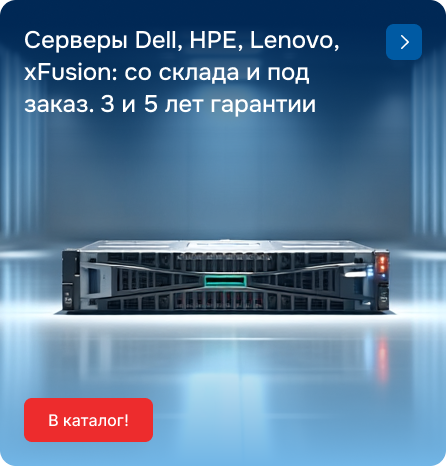 Серверы Dell, HPE, Lenovo,
xFusion: со склада и под
заказ. 3 и 5 лет гарантии
В каталог!